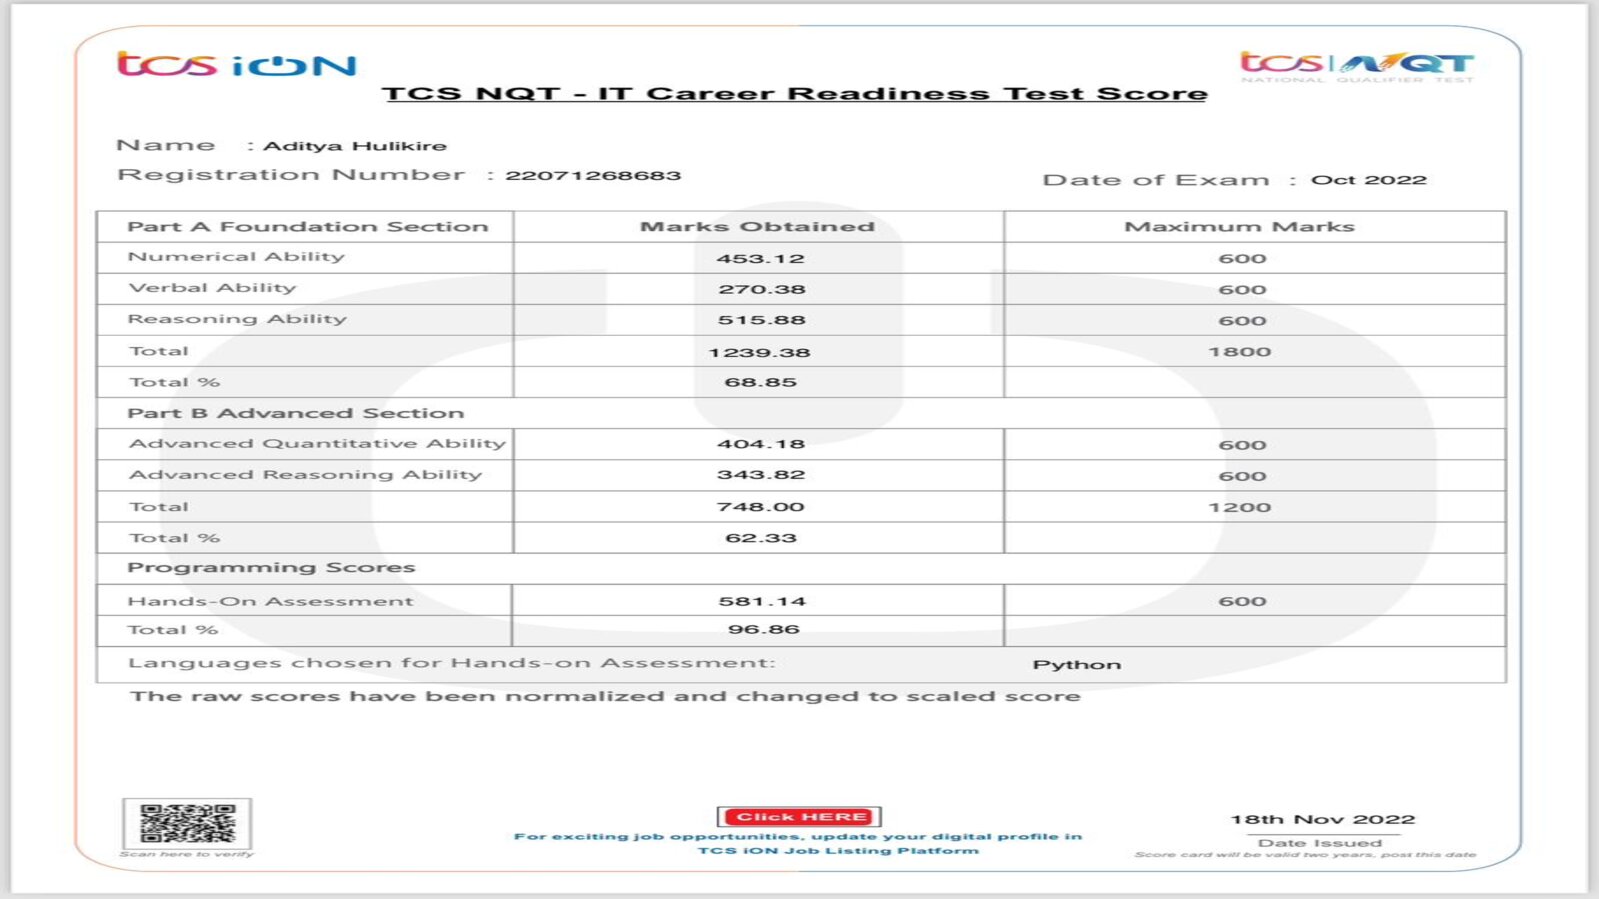 tcs iON
tcs | NQT
NATIONAL QUALIFIER TEST
TCS NQT - IT Career Readiness Test Score
Name : Aditya Hulikire
Registration Number : 22071268683
Date of Exam : Oct 2022
Part A Foundation Section Marks Obtained Maximum Marks
Numerical Ability 453.12 600
Verbal Ability 270.38 600
Reasoning Ability 515.88 600
Total 1239.38 1800
Total % 68.85
Part B Advanced Section
Advanced Quantitative Ability 404.18 600
Advanced Reasoning Ability 343.82 600
Total 748.00 1200
Total % 62.33
Programming Scores
Hands-On Assessment 581.14 600
Total % 96.86
Languages chosen for Hands-on Assessment: Python
The raw scores have been normalized and changed to scaled score
Scan here to verify
Click HERE
For exciting job opportunities, update your digital profile in
TCS iON Job Listing Platform
18th Nov 2022
Date Issued
Score card will be valid two years, post this date